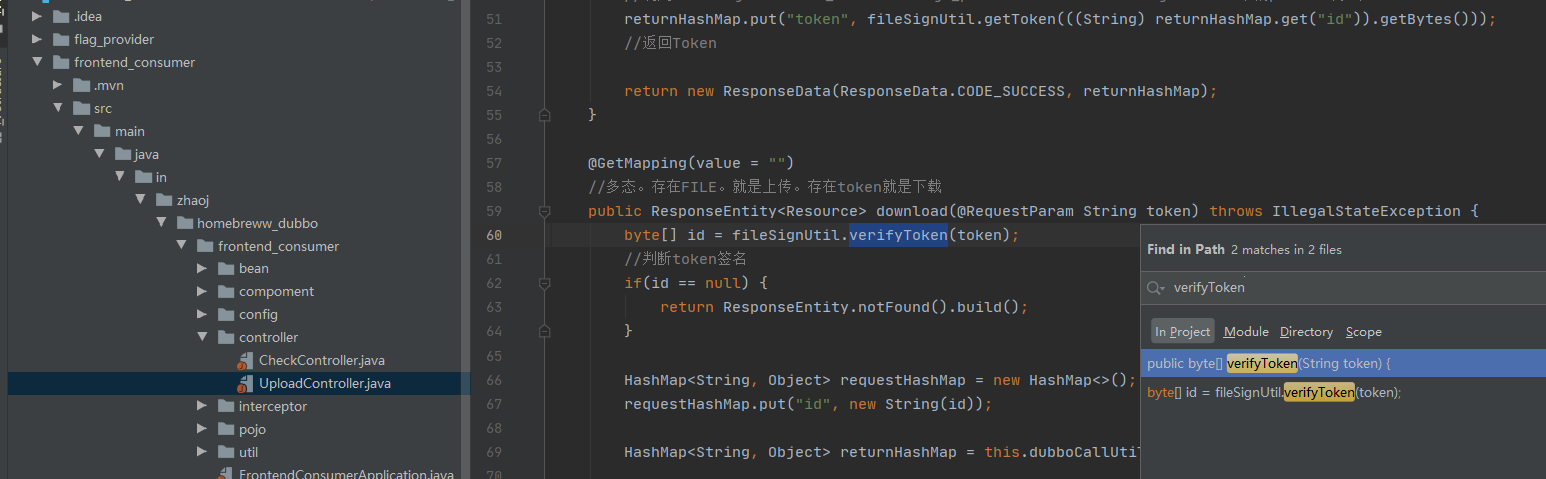 .idea
flag_provider
frontend_consumer
.mvn
src
main
java
in
zhaoj
homebreww_dubbo
frontend_consumer
bean
compoment
config
controller
CheckController.java
UploadController.java
interceptor
pojo
util
FrontendConsumerApplication.java
51 returnHashMap.put("token", fileSignUtil.getToken(((String) returnHashMap.get("id")).getBytes()));
52 //返回Token
53
54 return new ResponseData(ResponseData.CODE_SUCCESS, returnHashMap);
55 }
56
57 @GetMapping(value = "")
58 //多态。存在FILE。就是上传。存在token就是下载
59 public ResponseEntity<Resource> download(@RequestParam String token) throws IllegalStateException {
60 byte[] id = fileSignUtil.verifyToken(token);
61 //判断token签名
62 if(id == null) {
63 return ResponseEntity.notFound().build();
64 }
65
66 HashMap<String, Object> requestHashMap = new HashMap<>();
67 requestHashMap.put("id", new String(id));
68
69 HashMap<String, Object> returnHashMap = this.dubboCallUtil
70
Find in Path 2 matches in 2 files
verifyToken
In Project Module Directory Scope
public byte[] verifyToken(String token) {
byte[] id = fileSignUtil.verifyToken(token);